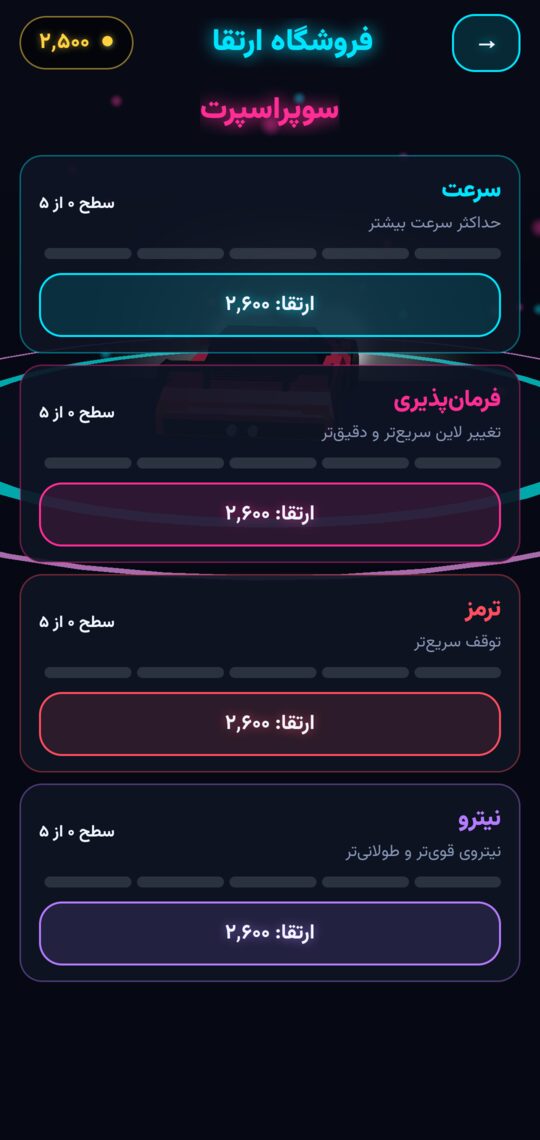 →
فروشگاه ارتقا
۲,۵۰۰
سوپراسپرت
سرعت
سطح ۰ از ۵
حداکثر سرعت بیشتر
ارتقا: ۲,۶۰۰
فرمان‌پذیری
سطح ۰ از ۵
تغییر لاین سریع‌تر و دقیق‌تر
ارتقا: ۲,۶۰۰
ترمز
سطح ۰ از ۵
توقف سریع‌تر
ارتقا: ۲,۶۰۰
نیترو
سطح ۰ از ۵
نیتروی قوی‌تر و طولانی‌تر
ارتقا: ۲,۶۰۰